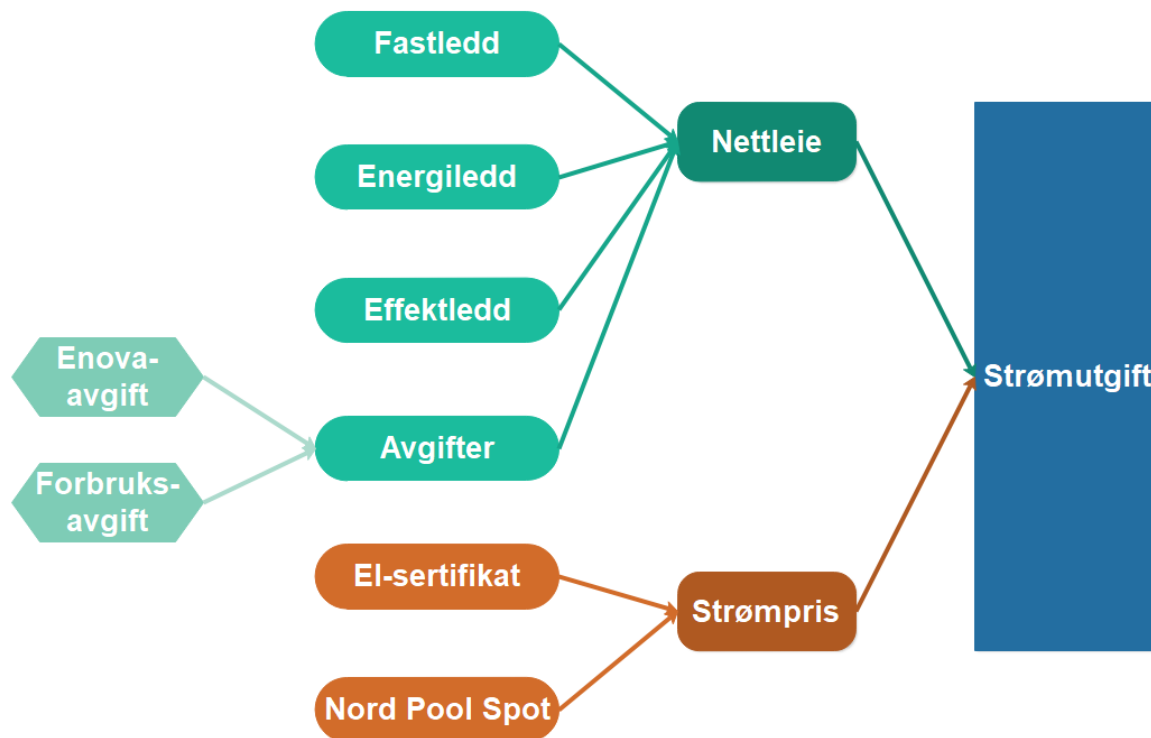 Fastledd
Nettleie
Energiledd
Effektledd
Enova-
avgift
Strømutgift
Avgifter
Forbruks-
avgift
El-sertifikat
Strømpris
Nord Pool Spot